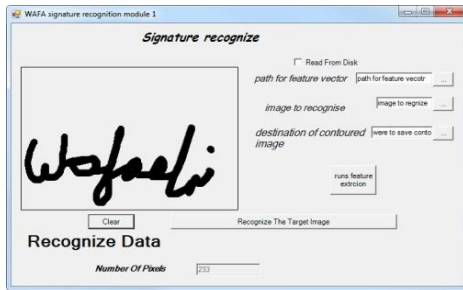 WAFA signature recognition module 1
Signature recognize
Read From Disk
path for feature vector path for feature vecotr ...
image to recognise image to regnize ...
destination of contoured were to save conto ...
image
runs feature
extrcion
Clear Recognize The Target Image
Recognize Data
Number Of Pixels 233